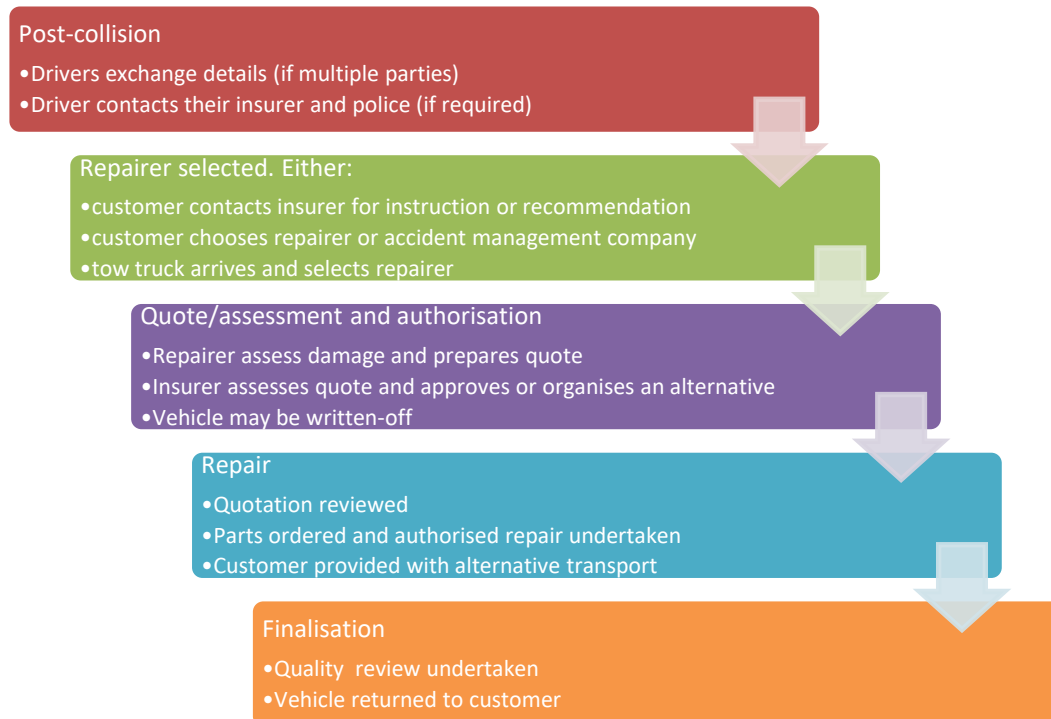 Post-collision
•Drivers exchange details (if multiple parties)
•Driver contacts their insurer and police (if required)
Repairer selected. Either:
•customer contacts insurer for instruction or recommendation
•customer chooses repairer or accident management company
•tow truck arrives and selects repairer
Quote/assessment and authorisation
•Repairer assess damage and prepares quote
•Insurer assesses quote and approves or organises an alternative
•Vehicle may be written-off
Repair
•Quotation reviewed
•Parts ordered and authorised repair undertaken
•Customer provided with alternative transport
Finalisation
•Quality  review undertaken
•Vehicle returned to customer